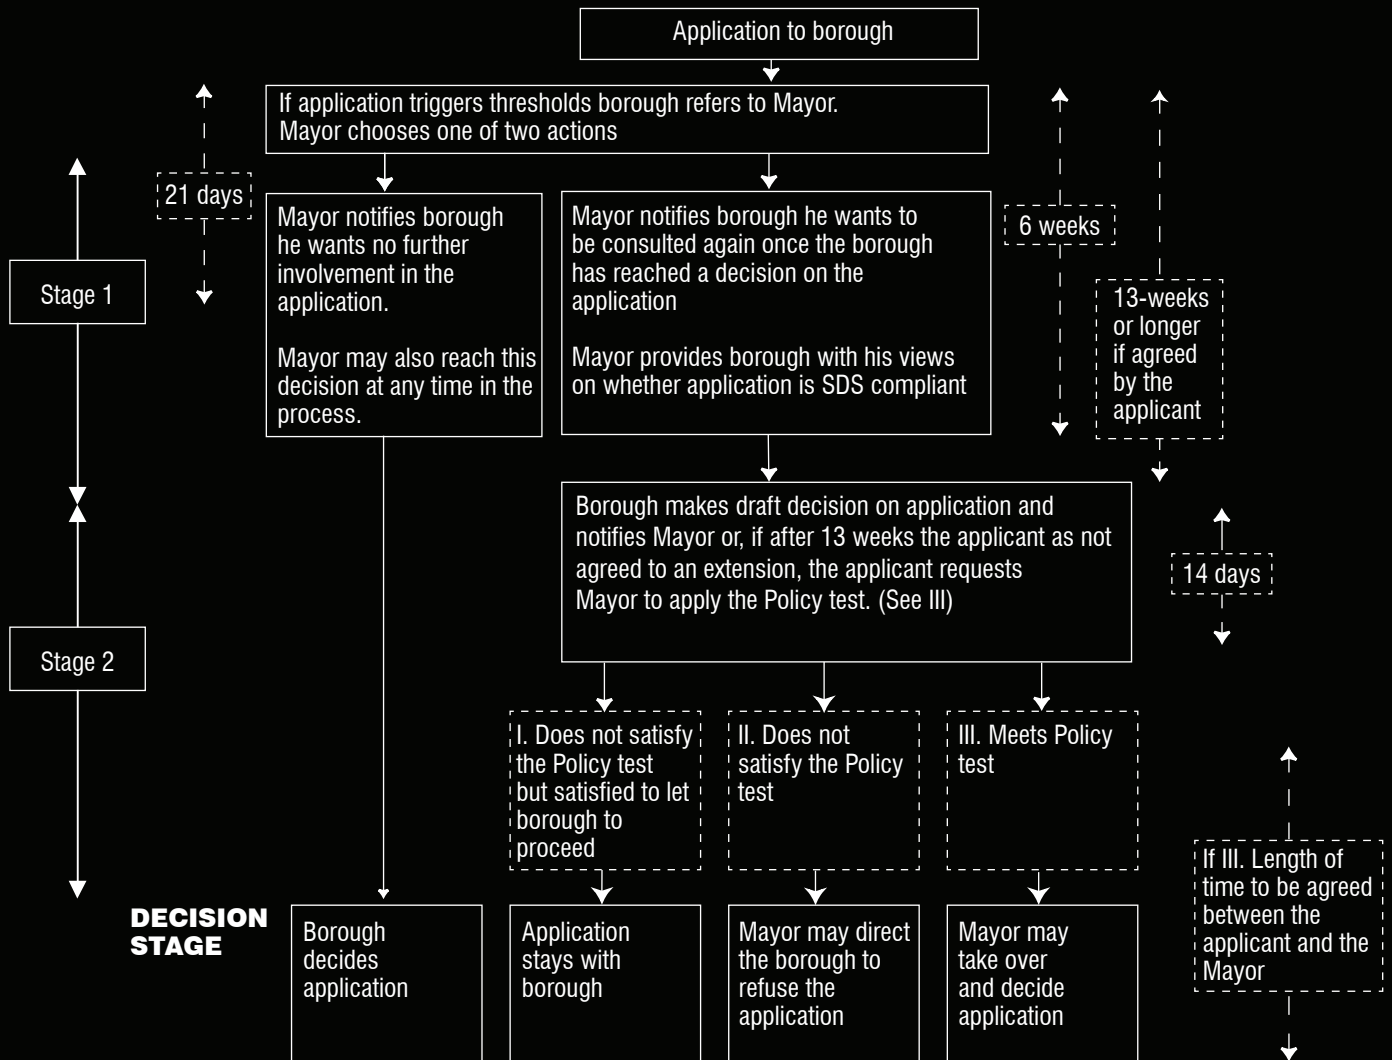 Application to borough
If application triggers thresholds borough refers to Mayor.
Mayor chooses one of two actions
21 days
Mayor notifies borough
he wants no further
involvement in the
application.
Mayor may also reach this
decision at any time in the
process.
Mayor notifies borough he wants to
be consulted again once the borough
has reached a decision on the
application
Mayor provides borough with his views
on whether application is SDS compliant
6 weeks
13-weeks
or longer
if agreed
by the
applicant
Stage 1
Borough makes draft decision on application and
notifies Mayor or, if after 13 weeks the applicant as not
agreed to an extension, the applicant requests
Mayor to apply the Policy test. (See III)
14 days
Stage 2
I. Does not satisfy
the Policy test
but satisfied to let
borough to
proceed
II. Does not
satisfy the Policy
test
III. Meets Policy
test
If III. Length of
time to be agreed
between the
applicant and the
Mayor
DECISION
STAGE
Borough
decides
application
Application
stays with
borough
Mayor may direct
the borough to
refuse the
application
Mayor may
take over
and decide
application